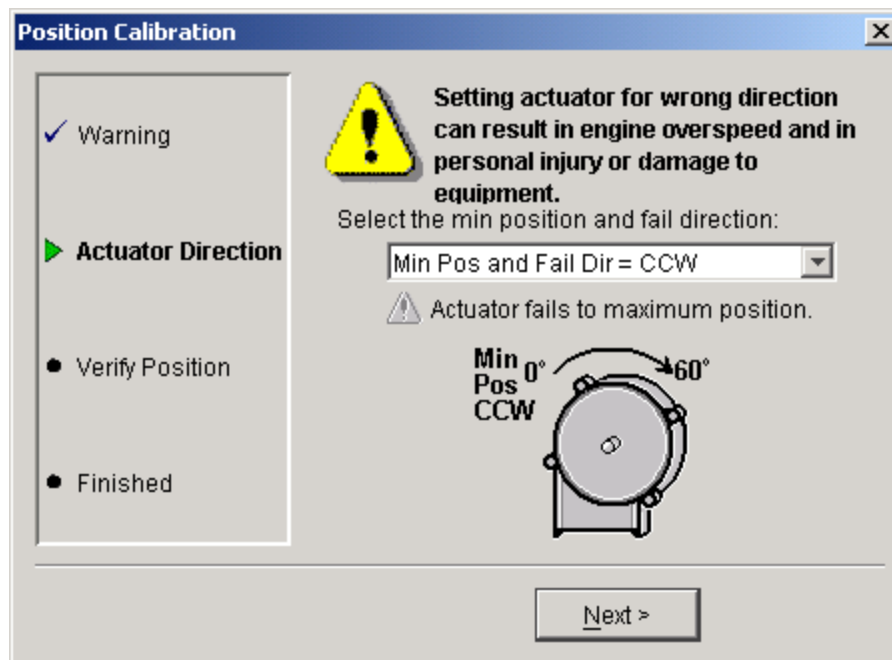 Position Calibration
Warning
Actuator Direction
Verify Position
Finished
Setting actuator for wrong direction
can result in engine overspeed and in
personal injury or damage to
equipment.
Select the min position and fail direction:
Min Pos and Fail Dir = CCW
Actuator fails to maximum position.
Min
Pos
CCW
0°
60°
Next >